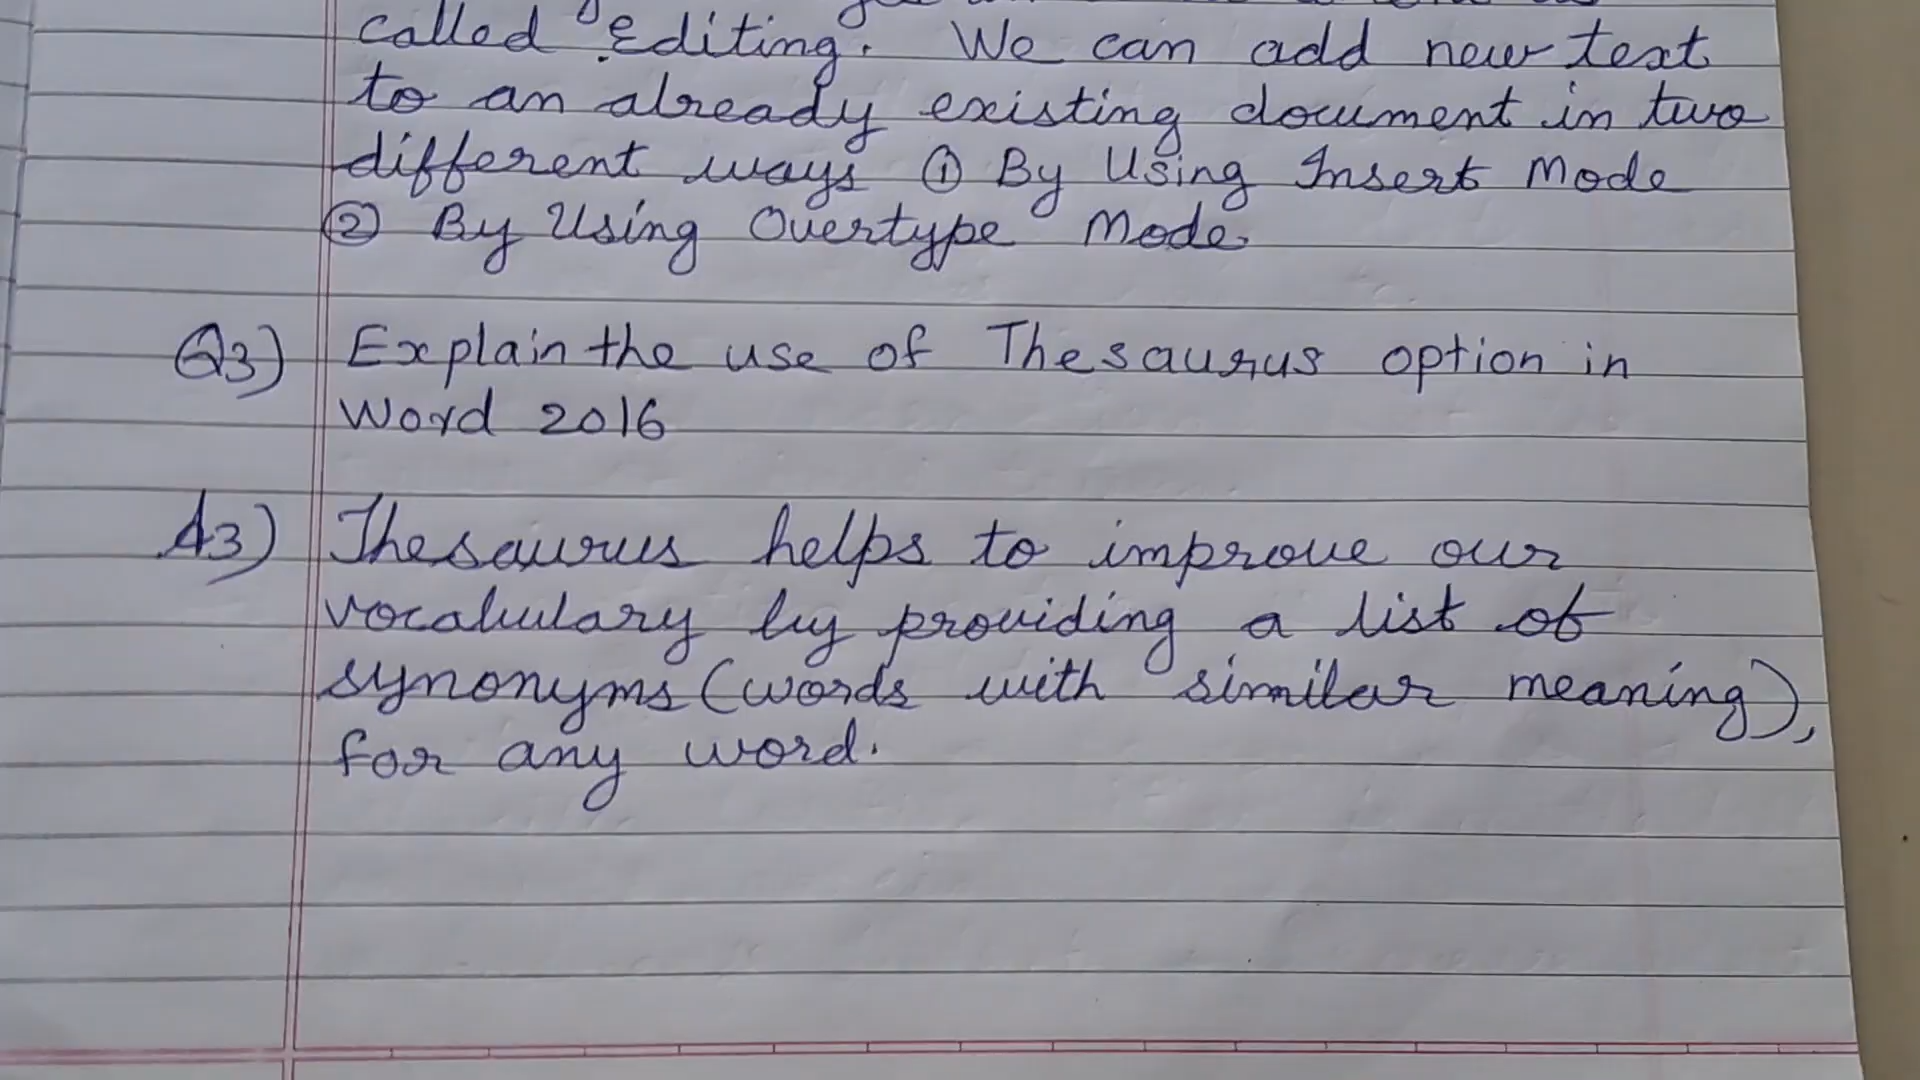 called Editing. We can add new text
to an already existing document in two
different ways ① By Using Insert Mode
② By Using Overtype Mode.
Q3) Explain the use of Thesaurus option in
Word 2016
A3) Thesaurus helps to improve our
vocabulary by providing a list of
synonyms (words with similar meaning),
for any word.